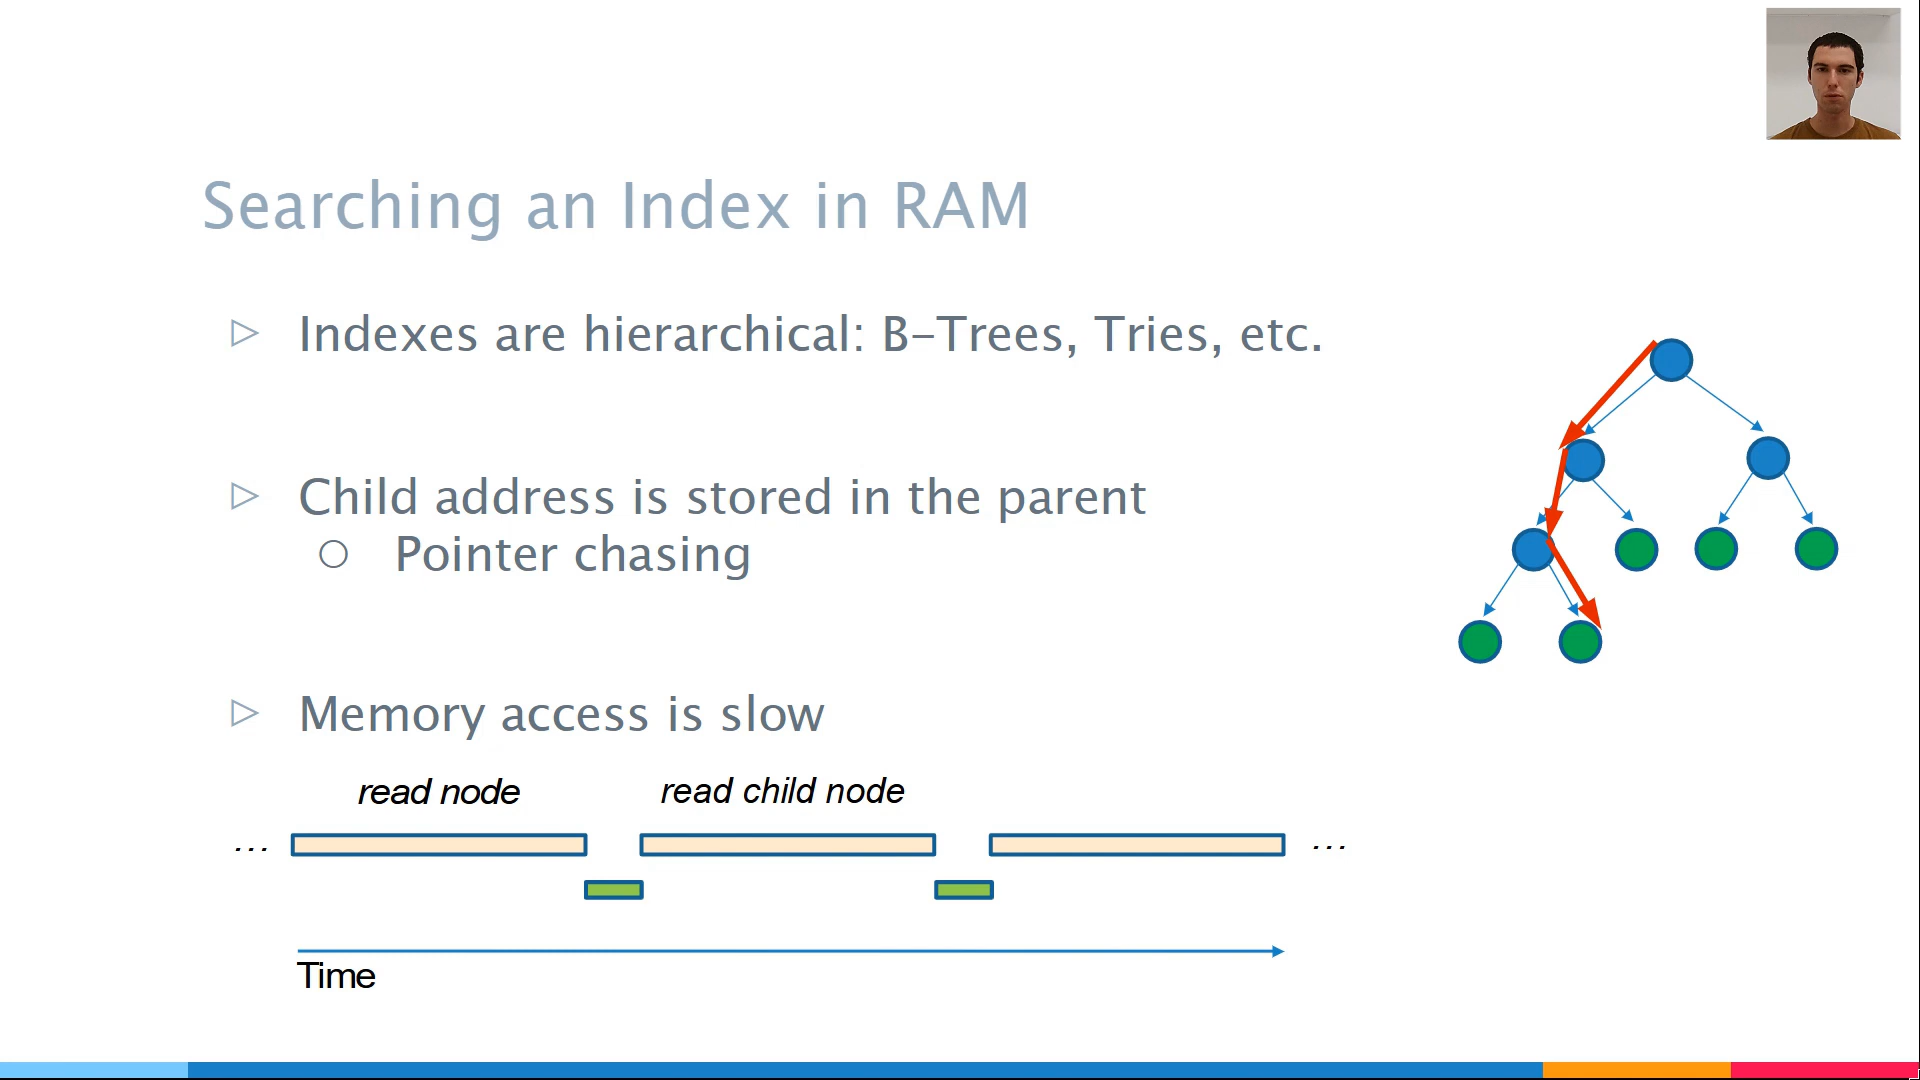 Searching an Index in RAM
Indexes are hierarchical: B-Trees, Tries, etc.
Child address is stored in the parent
Pointer chasing
Memory access is slow
read node
read child node
...
...
Time